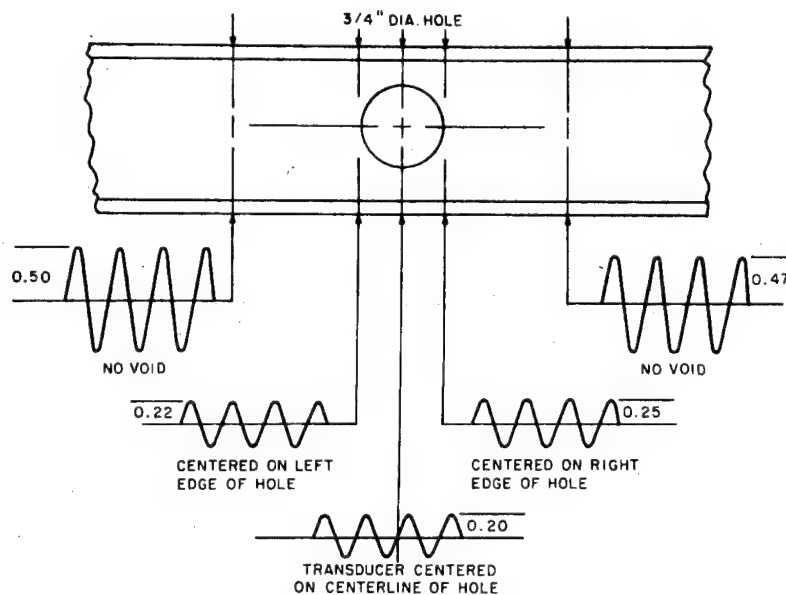 3/4" DIA. HOLE
0.50
0.47
NO VOID
NO VOID
0.22
0.25
CENTERED ON LEFT
EDGE OF HOLE
CENTERED ON RIGHT
EDGE OF HOLE
0.20
TRANSDUCER CENTERED
ON CENTERLINE OF HOLE